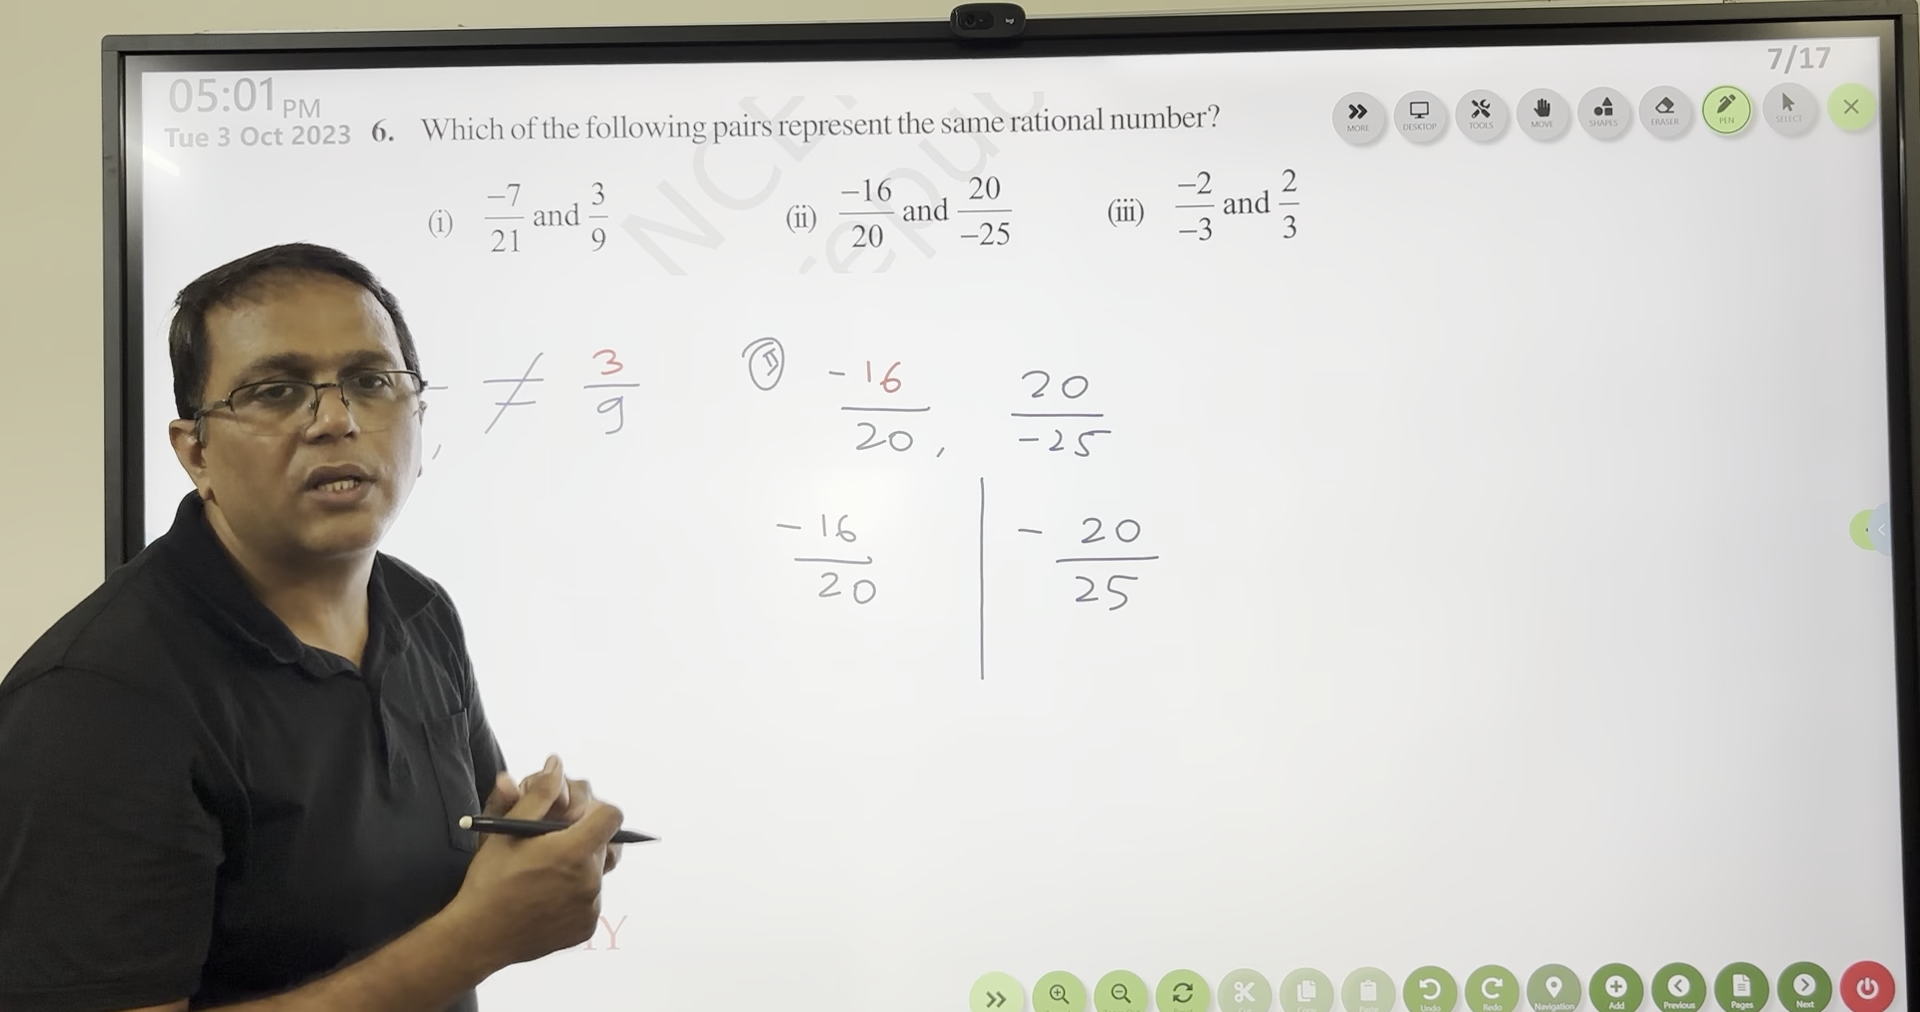 05:01 PM
Tue 3 Oct 2023
7/17
6. Which of the following pairs represent the same rational number?
MORE DESKTOP TOOLS MOVE SHAPES ERASER PEN SELECT
(i) -7/21 and 3/9 (ii) -16/20 and 20/-25 (iii) -2/-3 and 2/3
≠ 3/9
(ii) -16/20, 20/-25
-16/20 | - 20/25
Y
Undo Redo Navigation Add Previous Pages Next